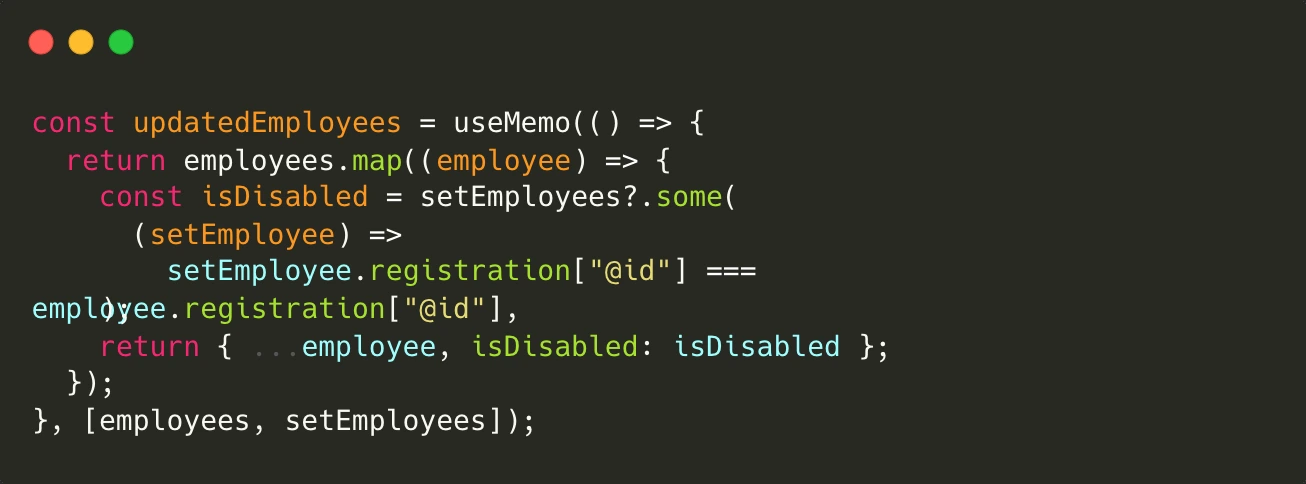 const updatedEmployees = useMemo(() => {
  return employees.map((employee) => {
    const isDisabled = setEmployees?.some(
      (setEmployee) =>
        setEmployee.registration["@id"] ===
employee.registration["@id"],
    );
    return { ...employee, isDisabled: isDisabled };
  });
}, [employees, setEmployees]);